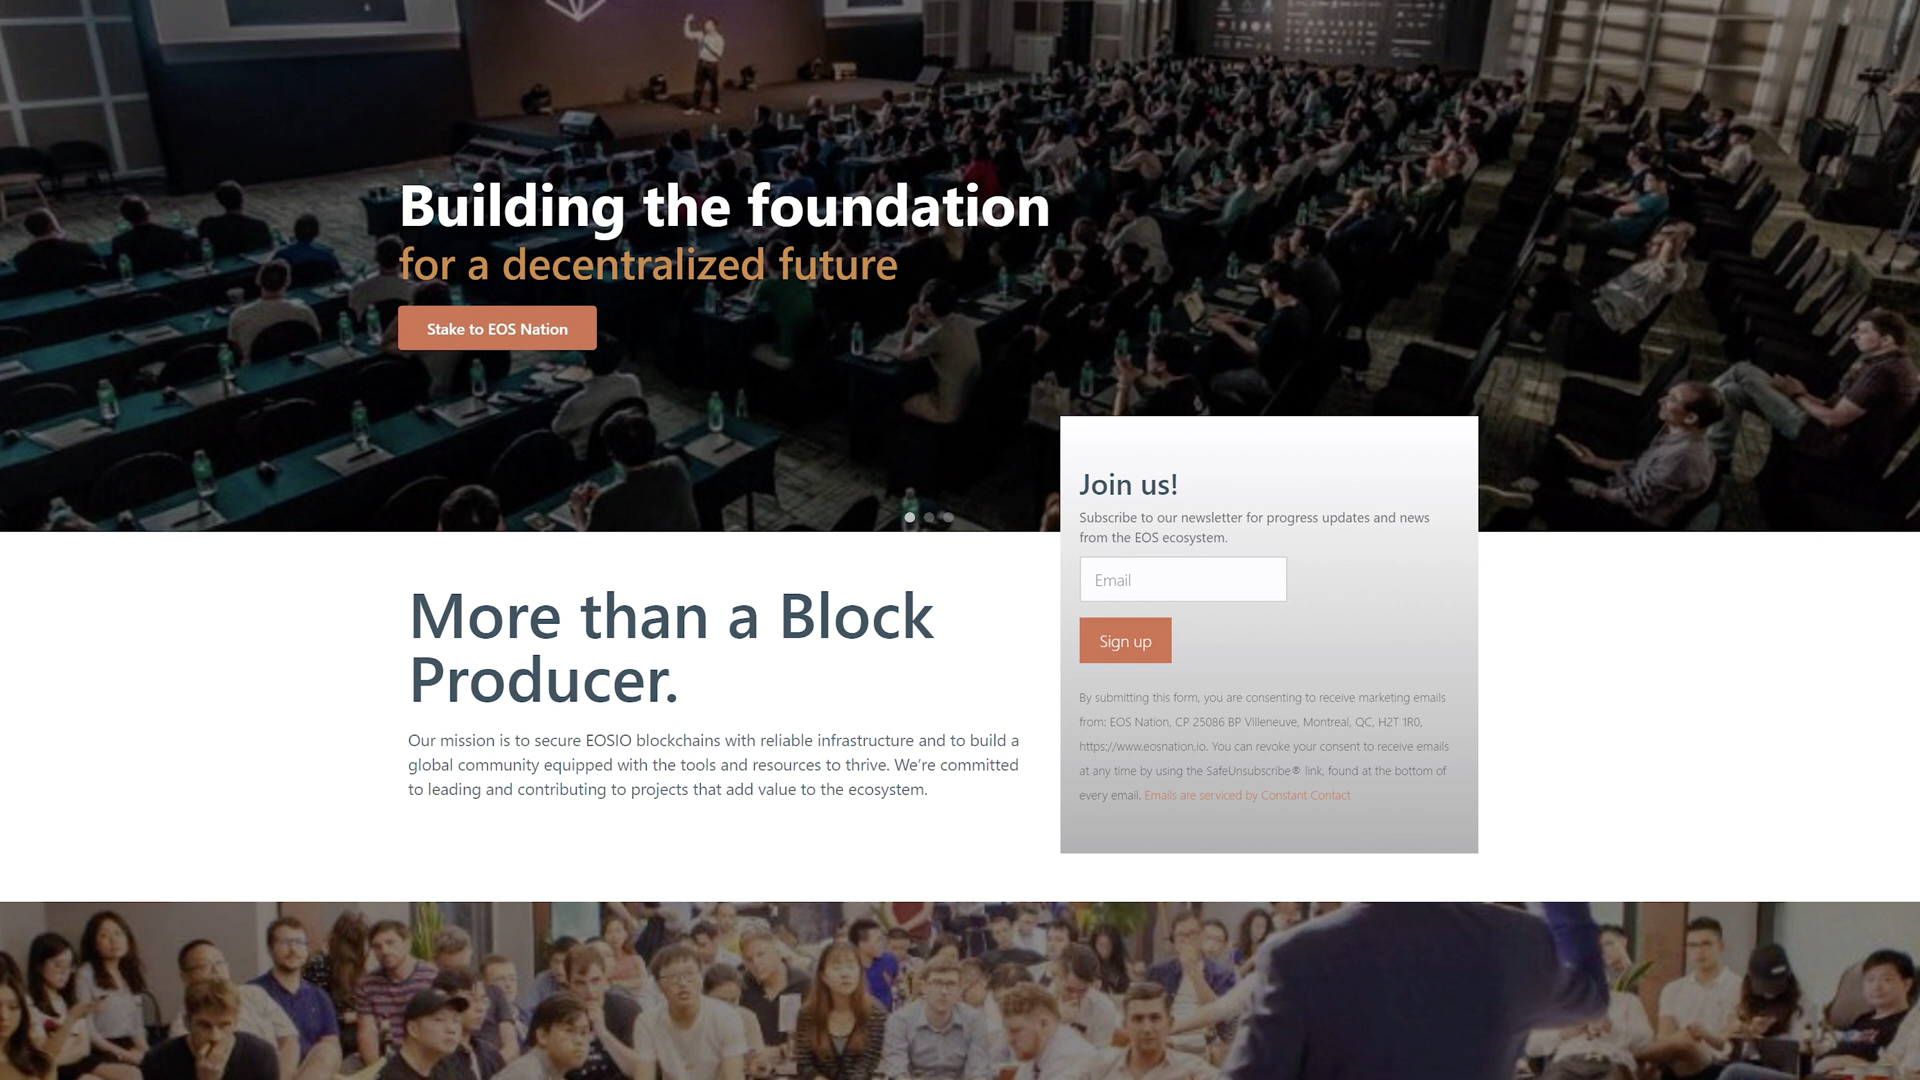 Building the foundation
for a decentralized future
Stake to EOS Nation
Join us!
Subscribe to our newsletter for progress updates and news
from the EOS ecosystem.
Email
Sign up
By submitting this form, you are consenting to receive marketing emails
from: EOS Nation, CP 25086 BP Villeneuve, Montreal, QC, H2T 1R0,
https://www.eosnation.io. You can revoke your consent to receive emails
at any time by using the SafeUnsubscribe® link, found at the bottom of
every email. Emails are serviced by Constant Contact
More than a Block
Producer.
Our mission is to secure EOSIO blockchains with reliable infrastructure and to build a
global community equipped with the tools and resources to thrive. We’re committed
to leading and contributing to projects that add value to the ecosystem.